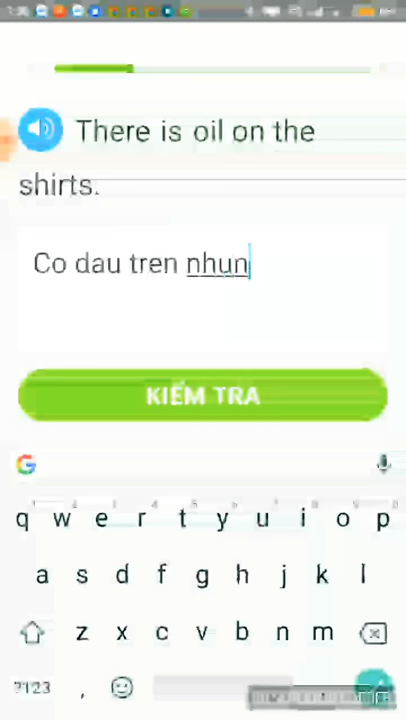 There is oil on the
shirts.
Co dau tren nhun
KIỂM TRA
G
q w e r t y u i o p
a s d f g h j k l
z x c v b n m
?123 ,